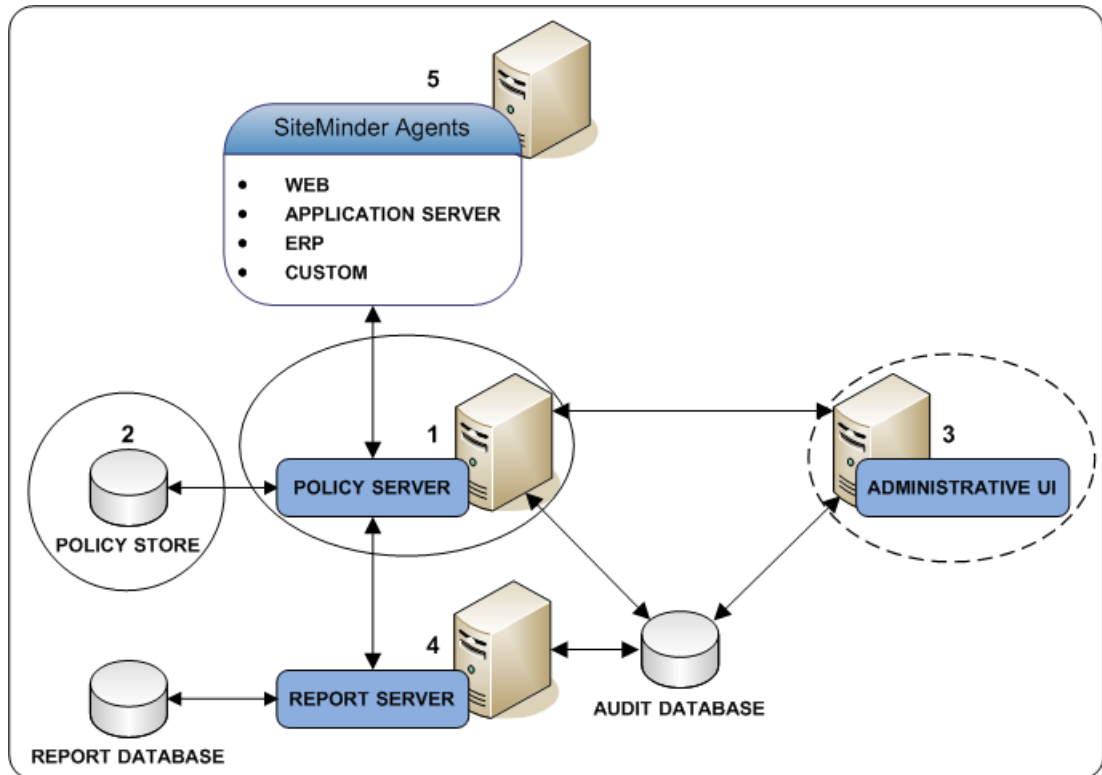 5
SiteMinder Agents
• WEB
• APPLICATION SERVER
• ERP
• CUSTOM
2
POLICY STORE
1
POLICY SERVER
3
ADMINISTRATIVE UI
4
REPORT SERVER
REPORT DATABASE
AUDIT DATABASE